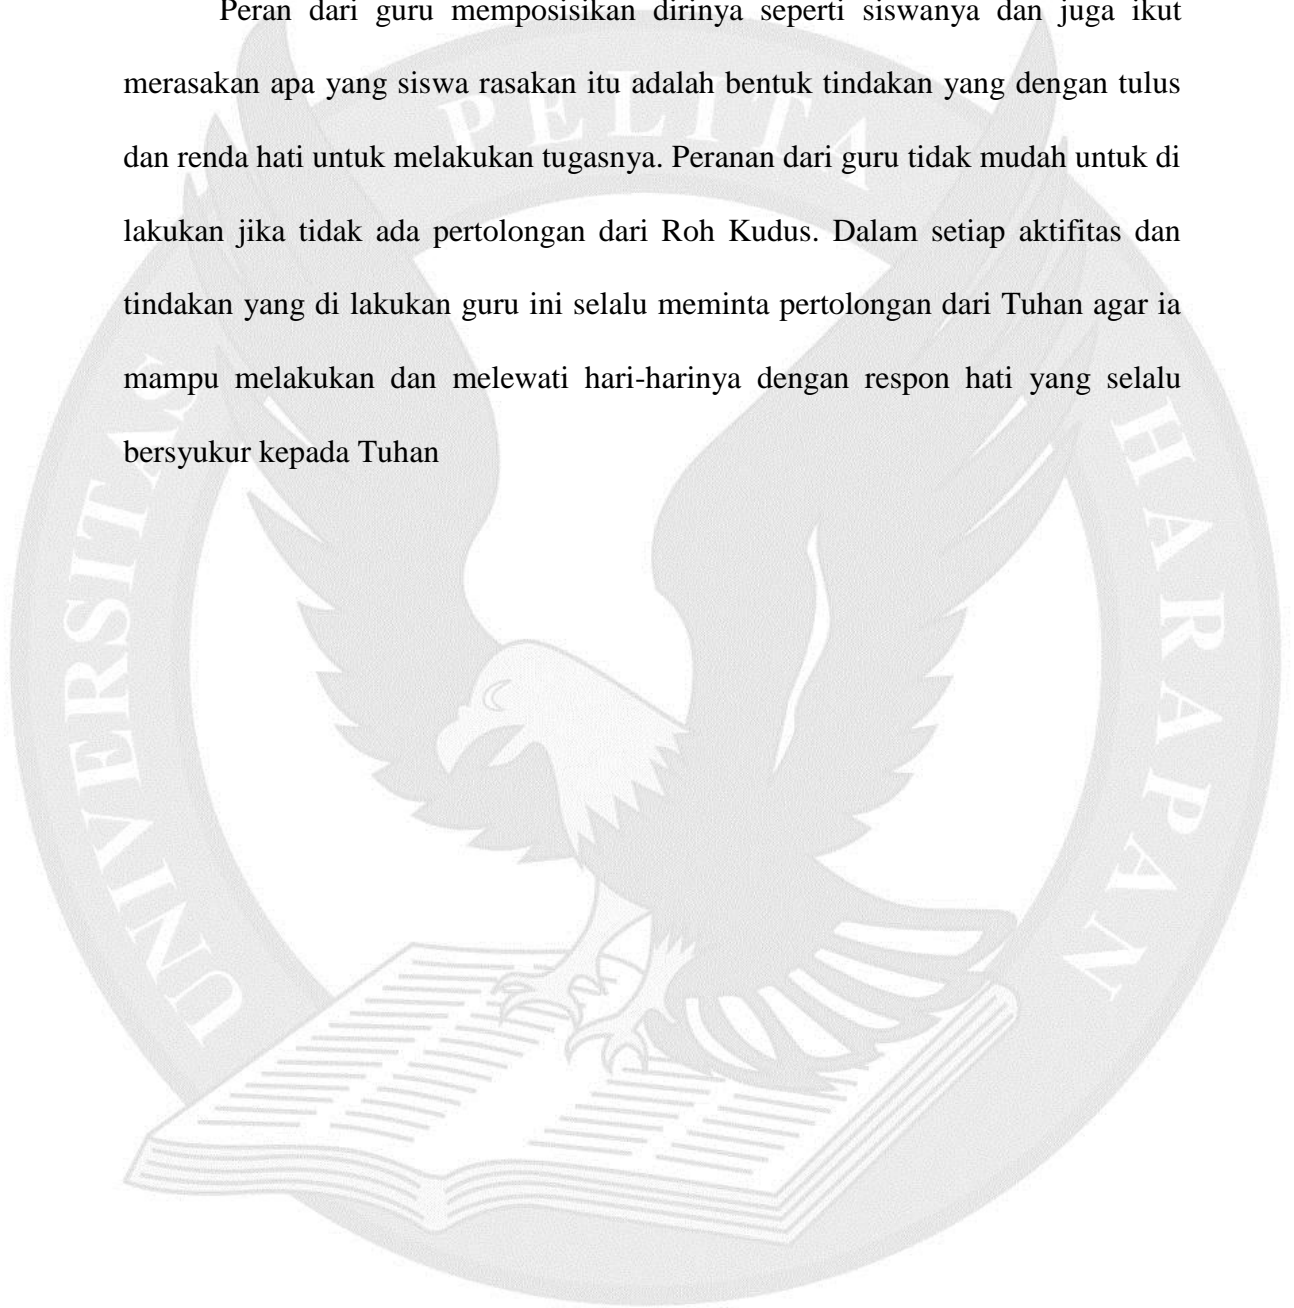 Peran dari guru memposisikan dirinya seperti siswanya dan juga ikut
merasakan apa yang siswa rasakan itu adalah bentuk tindakan yang dengan tulus
dan renda hati untuk melakukan tugasnya. Peranan dari guru tidak mudah untuk di
lakukan jika tidak ada pertolongan dari Roh Kudus. Dalam setiap aktifitas dan
tindakan yang di lakukan guru ini selalu meminta pertolongan dari Tuhan agar ia
mampu melakukan dan melewati hari-harinya dengan respon hati yang selalu
bersyukur kepada Tuhan
UNIVERSITAS
PELITA
HARAPAN